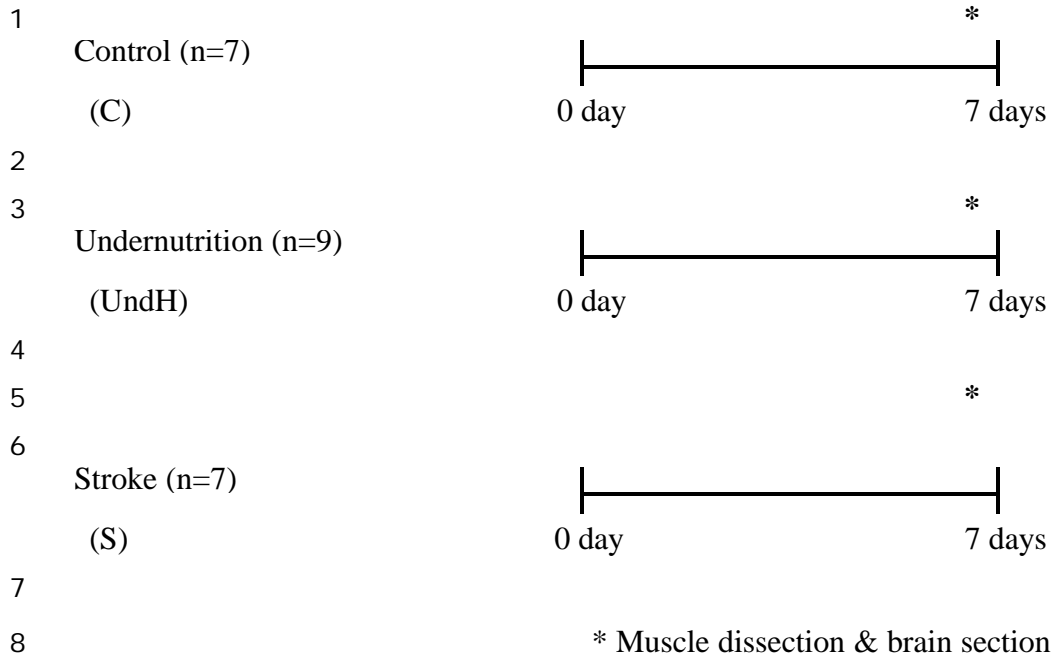 1 *
Control (n=7)
(C) 0 day 7 days
2
3 *
Undernutrition (n=9)
(UndH) 0 day 7 days
4
5 *
6
Stroke (n=7)
(S) 0 day 7 days
7
8 * Muscle dissection & brain section